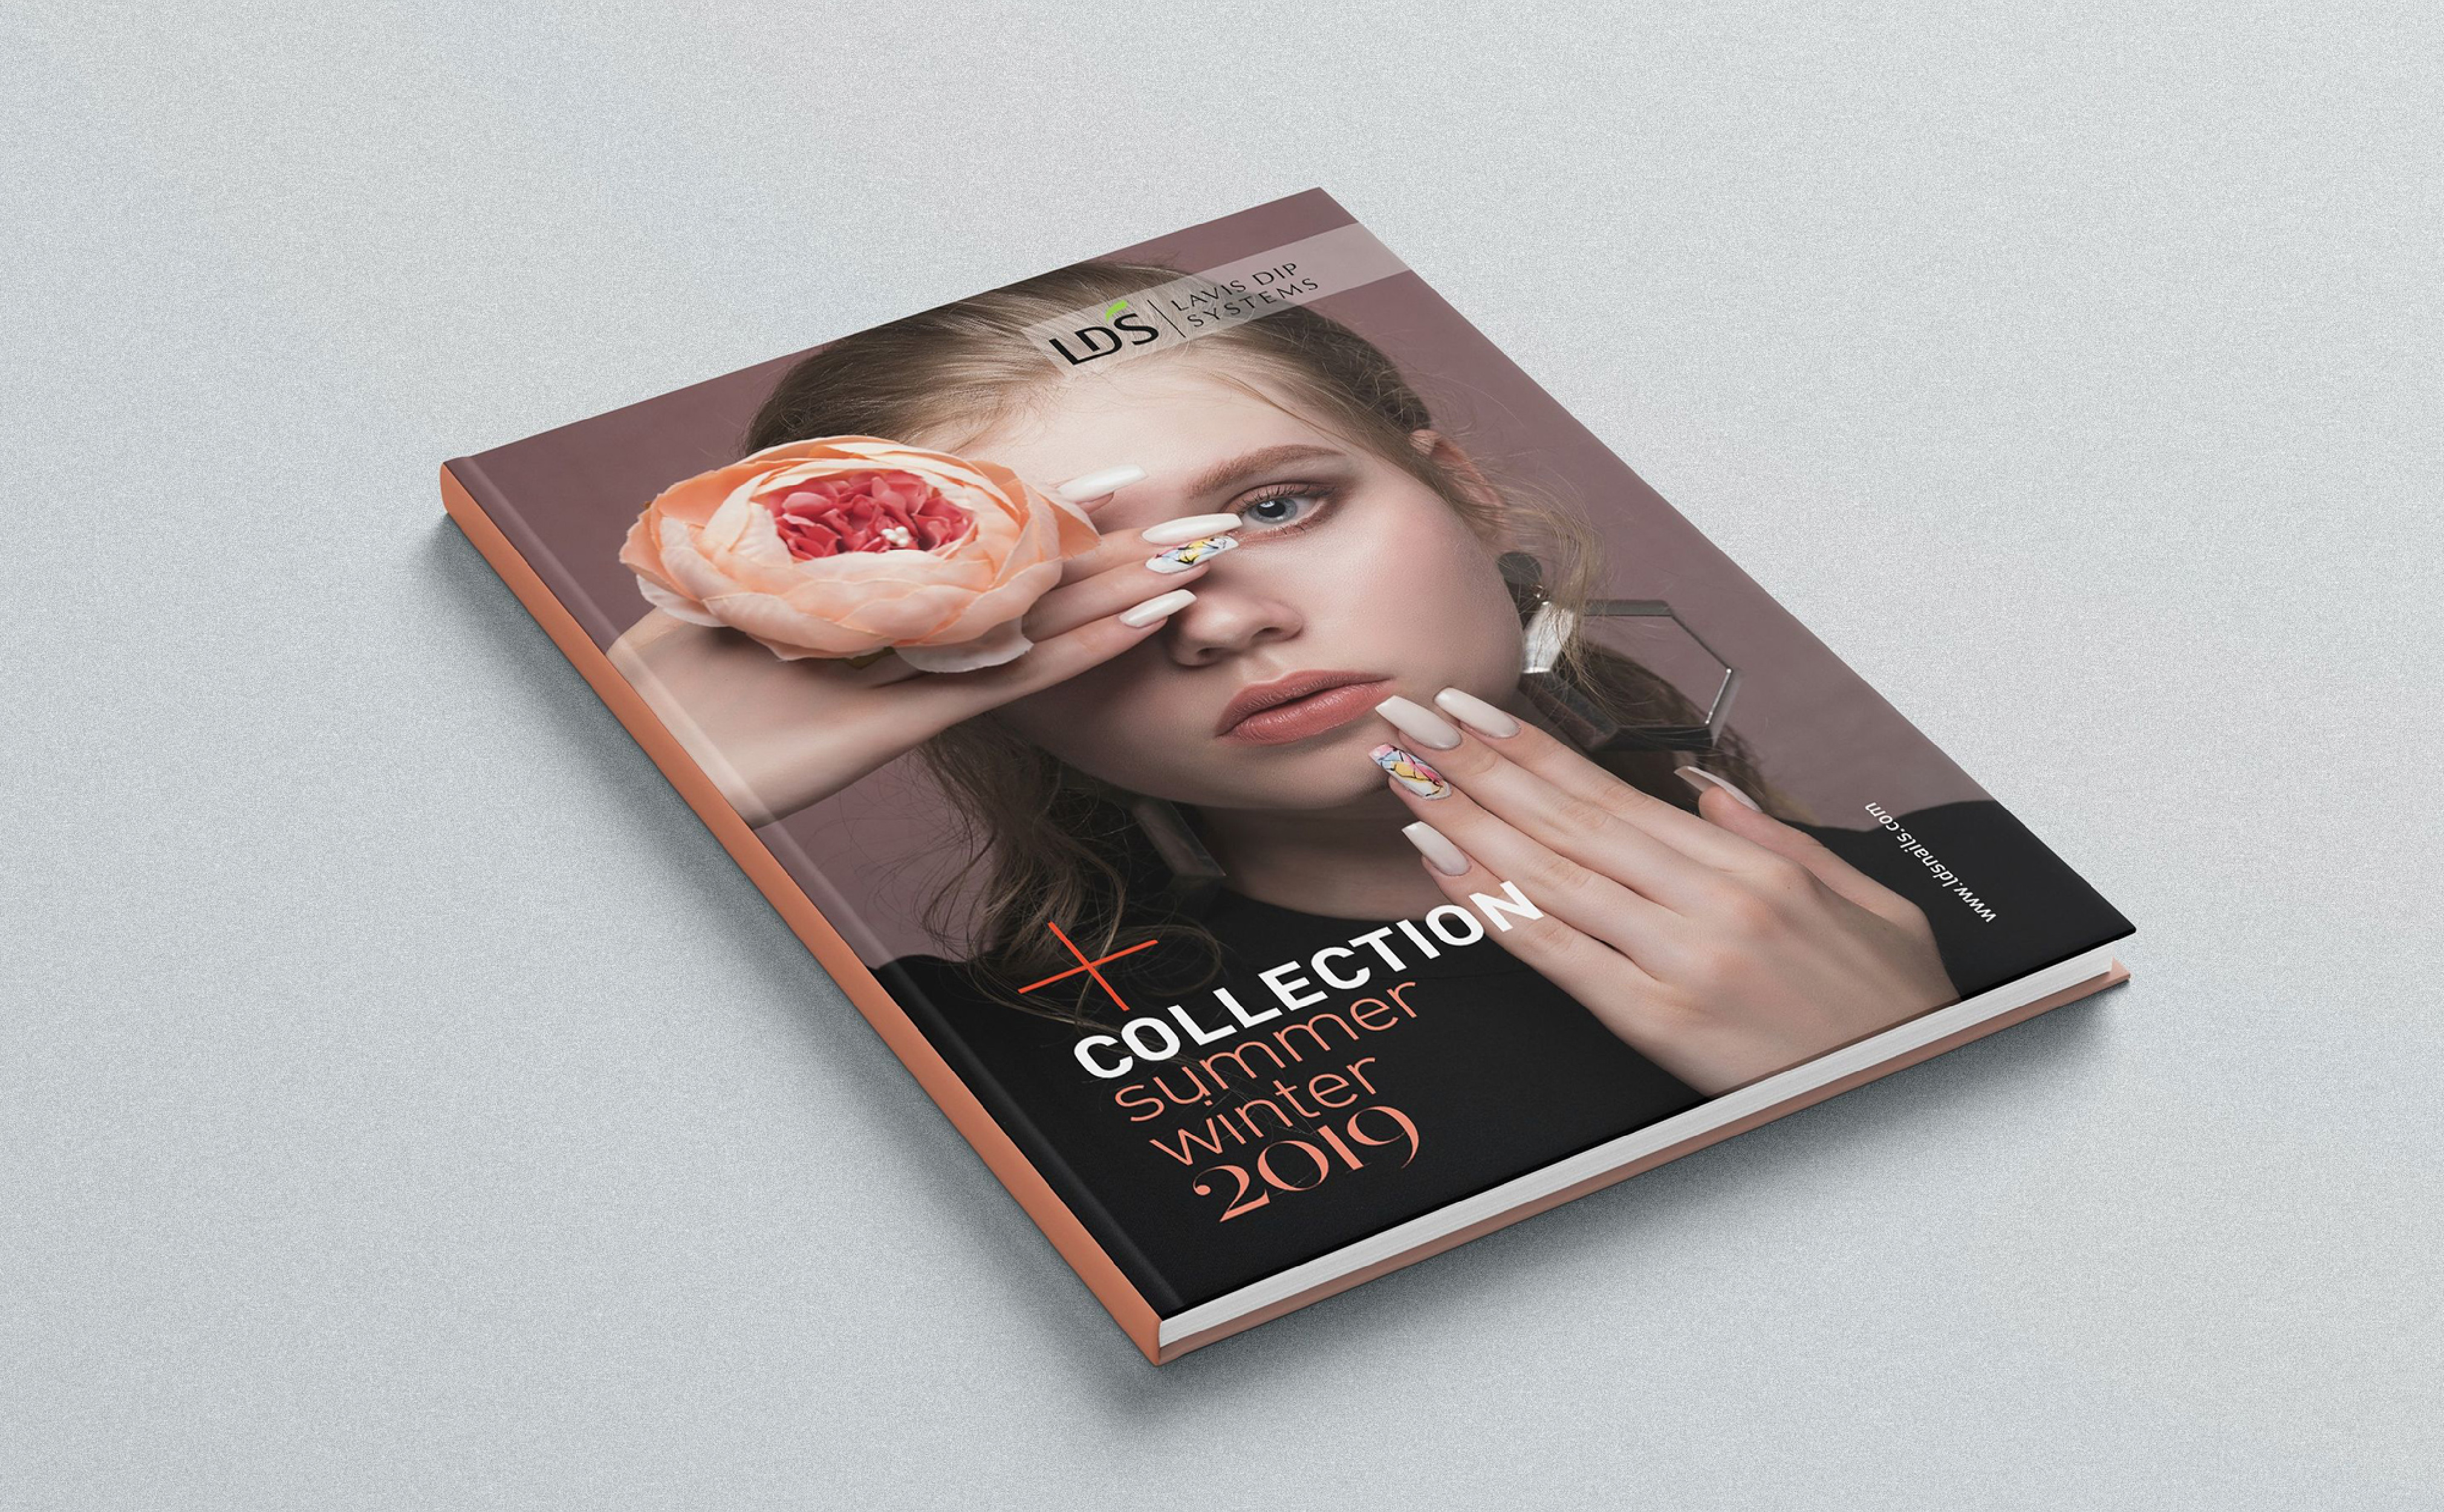 LDS
LAVIS DIP
SYSTEMS
www.ldsnails.com
COLLECTION
summer
winter
2019